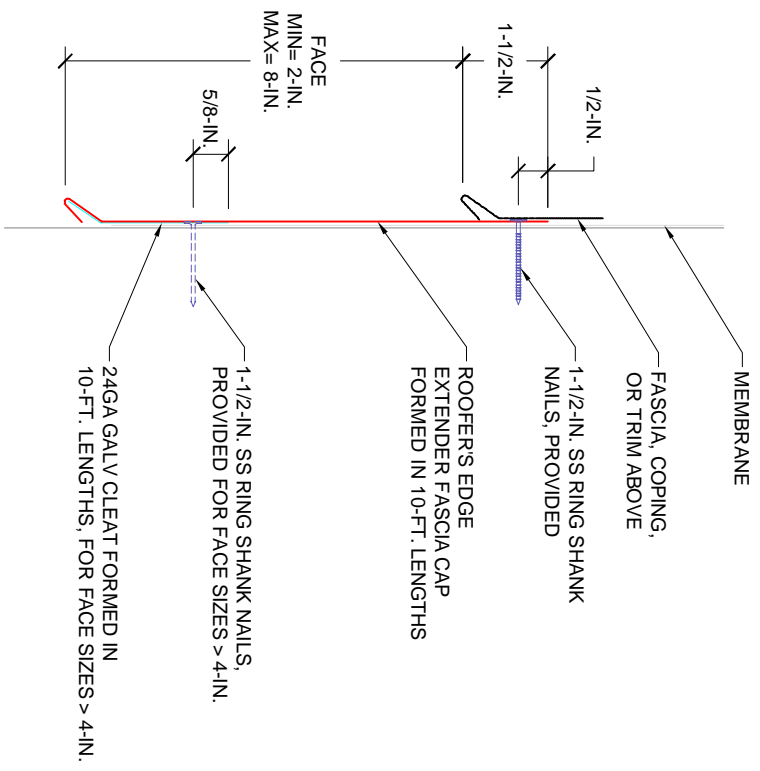 MEMBRANE
FASCIA, COPING,
OR TRIM ABOVE
1-1/2-IN. SS RING SHANK
NAILS, PROVIDED
ROOFER'S EDGE
EXTENDER FASCIA CAP
FORMED IN 10-FT. LENGTHS
1-1/2-IN. SS RING SHANK NAILS,
PROVIDED FOR FACE SIZES > 4-IN.
24GA GALV CLEAT FORMED IN
10-FT. LENGTHS, FOR FACE SIZES > 4-IN.
1/2-IN.
1-1/2-IN.
FACE
MIN= 2-IN.
MAX= 8-IN.
5/8-IN.